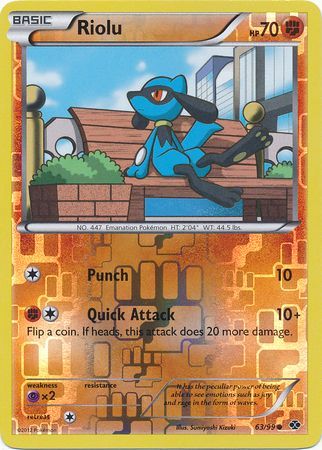 BASIC
Riolu HP70
NO. 447 Emanation Pokémon HT: 2'04" WT: 44.5 lbs.
Punch 10
Quick Attack 10+
Flip a coin. If heads, this attack does 20 more damage.
weakness resistance
×2
retreat
It has the peculiar power of being
able to see emotions such as joy
and rage in the form of waves.
Illus. Sumiyoshi Kizuki 63/99
©2012 Pokémon